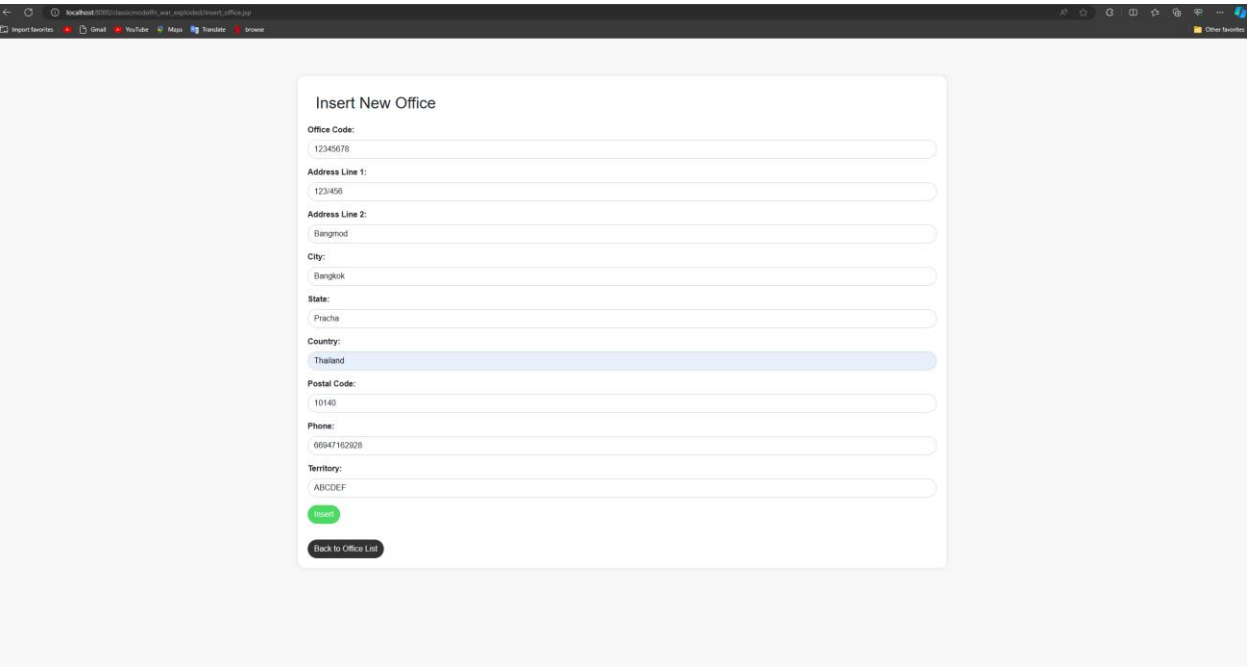 localhost:8080/classicmodelfri_war_exploded/insert_office.jsp
Import favorites Gmail YouTube Maps Translate browse Other favorites
Insert New Office
Office Code:
12345678
Address Line 1:
123/456
Address Line 2:
Bangmod
City:
Bangkok
State:
Pracha
Country:
Thailand
Postal Code:
10140
Phone:
66947162928
Territory:
ABCDEF
Insert
Back to Office List